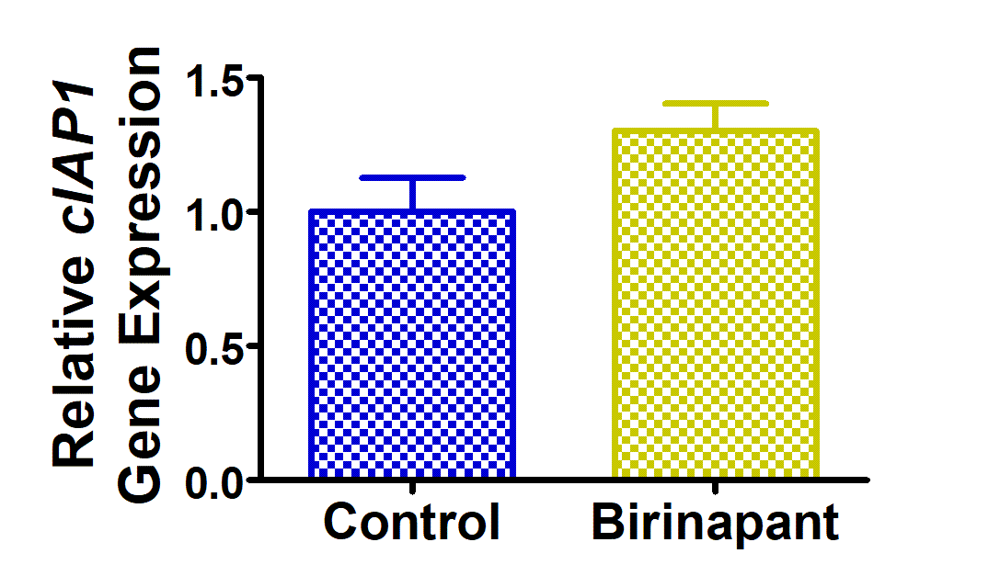 Relative cIAP1
Gene Expression
1.5
1.0
0.5
0.0
Control
Birinapant